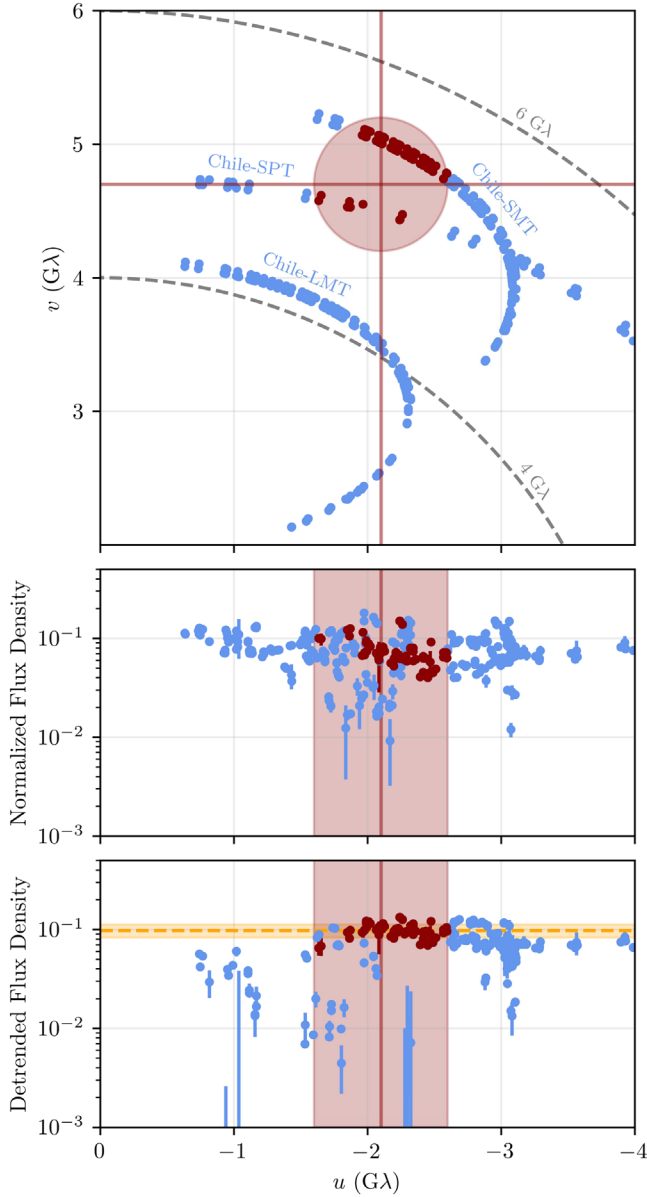 6
5
4
3
v (Gλ)
6 Gλ
Chile-SPT
Chile-SMT
Chile-LMT
4 Gλ
Normalized Flux Density
10⁻¹
10⁻²
10⁻³
Detrended Flux Density
10⁻¹
10⁻²
10⁻³
0 −1 −2 −3 −4
u (Gλ)